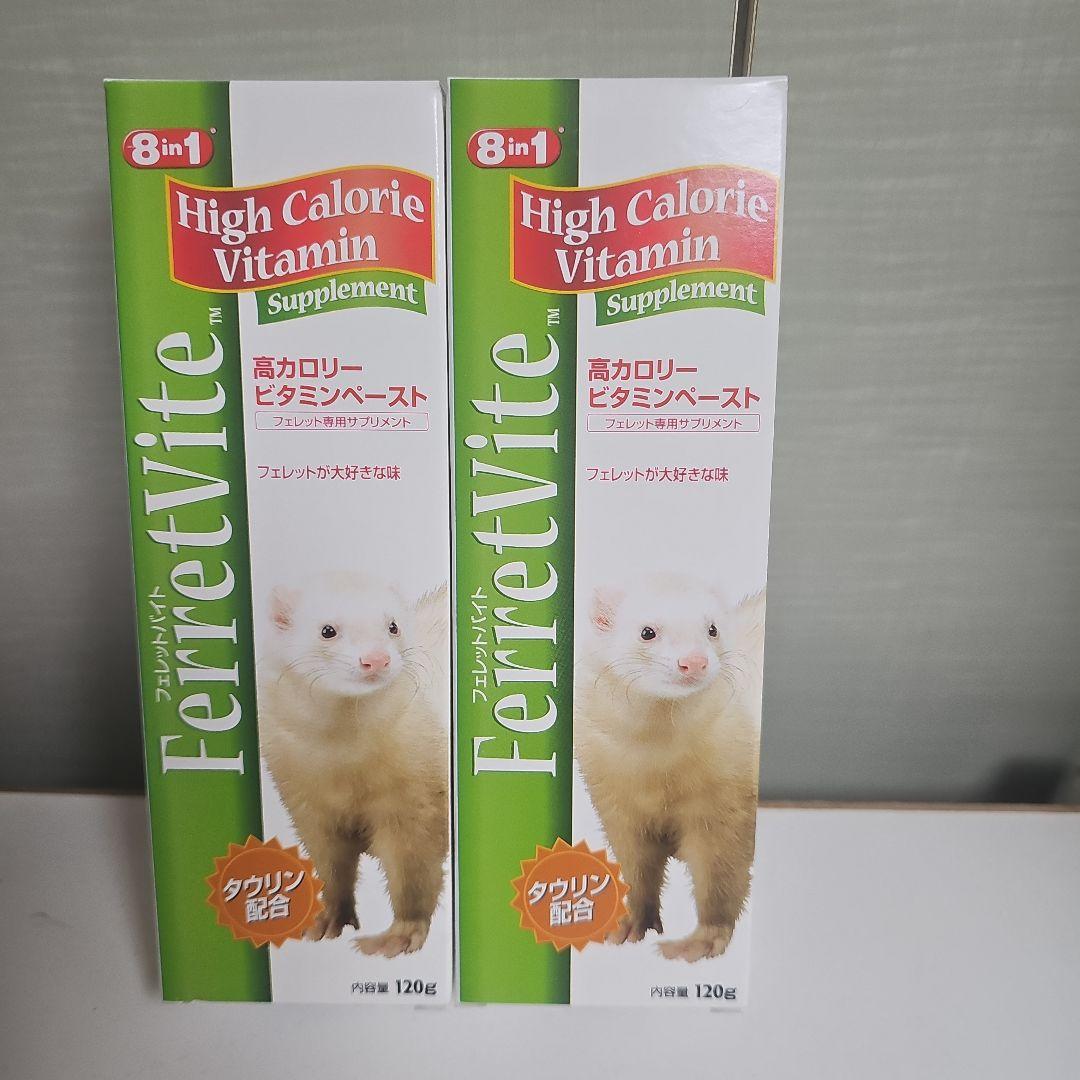 8in1
High Calorie
Vitamin
Supplement
高カロリー
ビタミンペースト
フェレット専用サプリメント
フェレットが大好きな味
フェレットバイト
FerretVite™
タウリン
配合
内容量 120g
8in1
High Calorie
Vitamin
Supplement
高カロリー
ビタミンペースト
フェレット専用サプリメント
フェレットが大好きな味
フェレットバイト
FerretVite™
タウリン
配合
内容量 120g